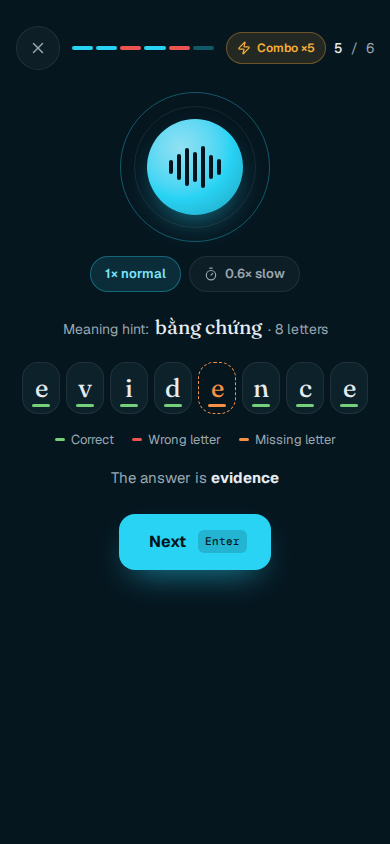 Combo ×5 5 / 6
1× normal 0.6× slow
Meaning hint: bằng chứng · 8 letters
e v i d e n c e
Correct Wrong letter Missing letter
The answer is evidence
Next Enter